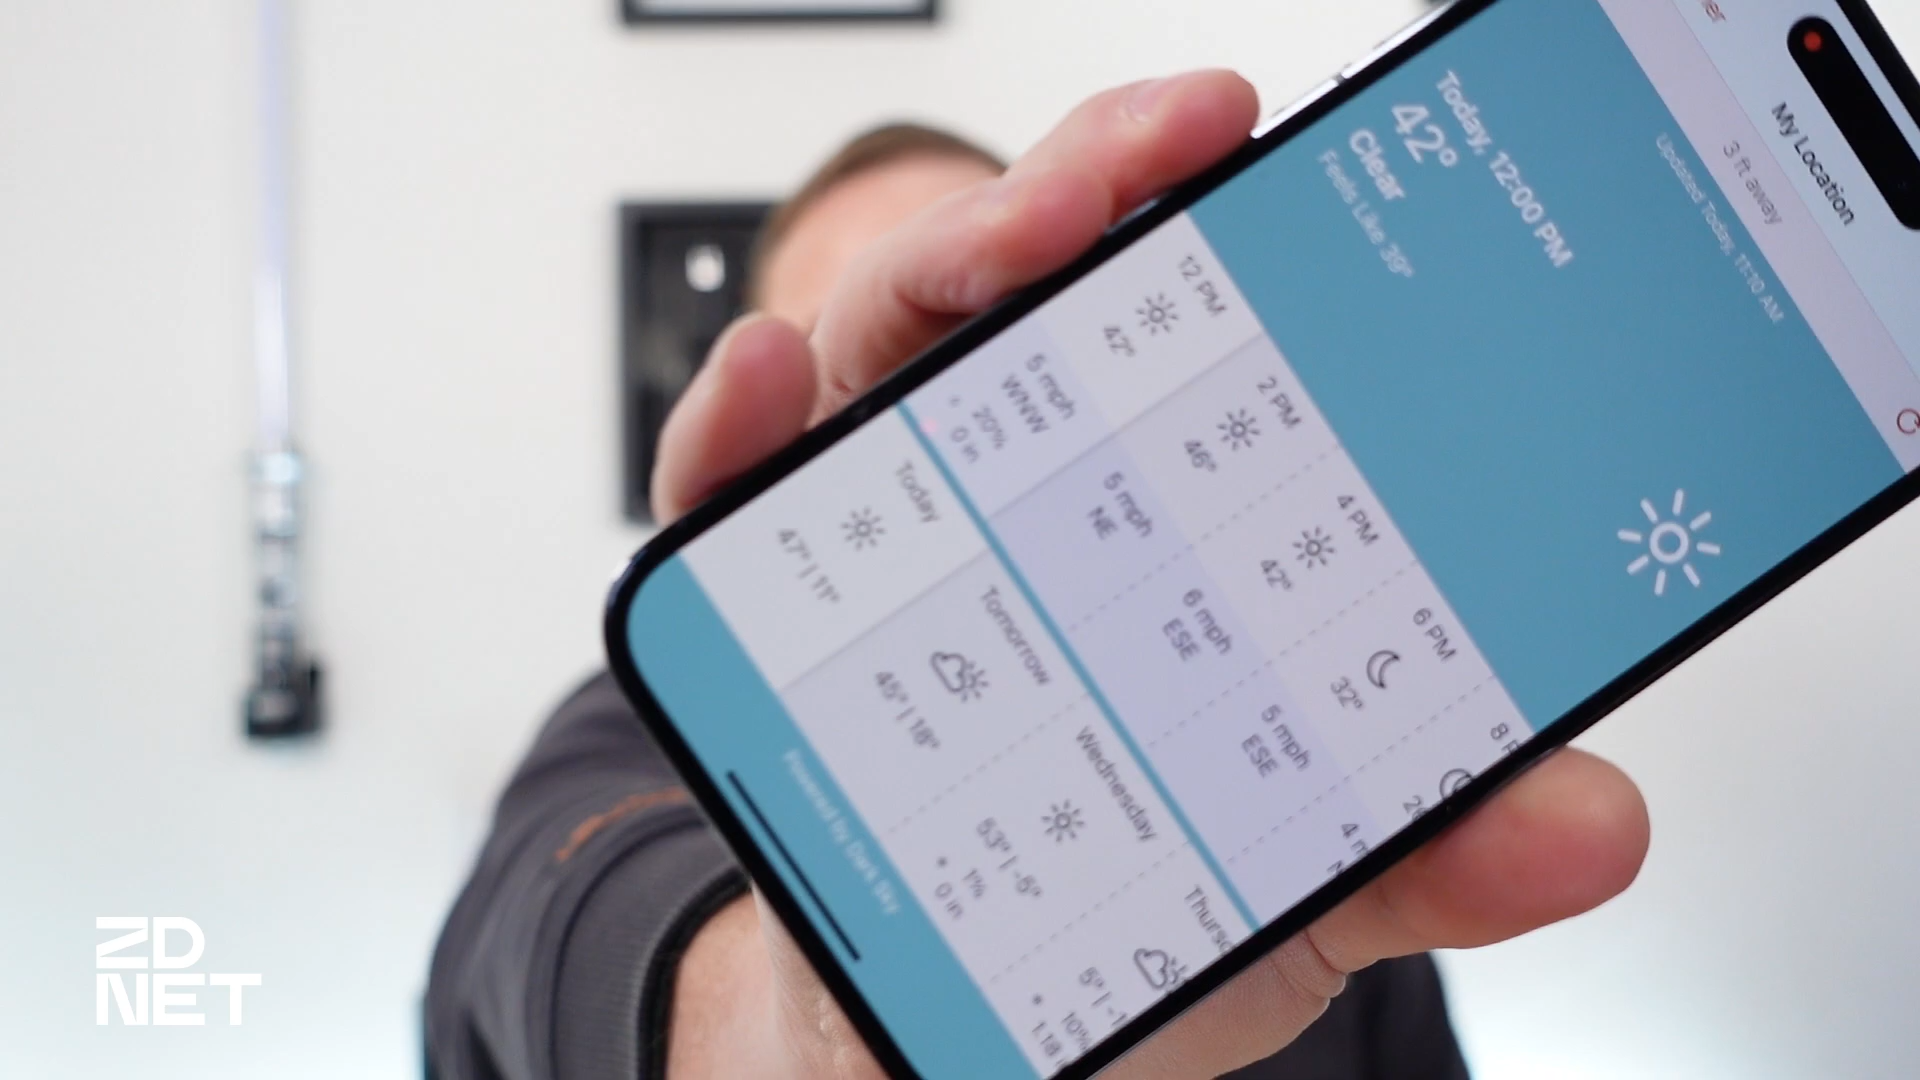 My Location
3 ft away
Updated Today, 11:10 AM
Today, 12:00 PM
42°
Clear
Feels Like 39°
12 PM
2 PM
4 PM
6 PM
42°
46°
42°
32°
5 mph
5 mph
6 mph
5 mph
WNW
NE
ESE
ESE
20%
0 in
Today
Tomorrow
Wednesday
47° | 11°
45° | 18°
53° | -5°
1%
10%
0 in
Powered by Dark Sky
ZD
NET